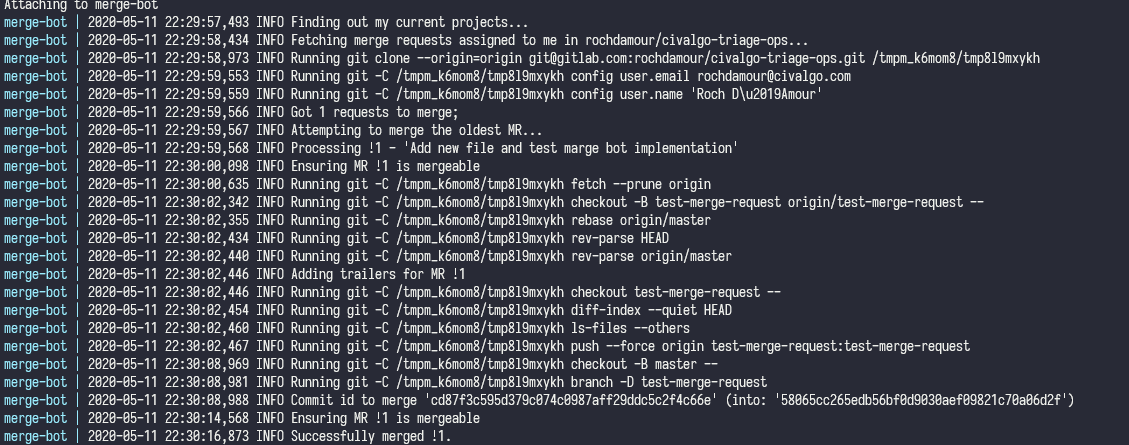 Attaching to merge-bot
merge-bot | 2020-05-11 22:29:57,493 INFO Finding out my current projects...
merge-bot | 2020-05-11 22:29:58,434 INFO Fetching merge requests assigned to me in rochdamour/civalgo-triage-ops...
merge-bot | 2020-05-11 22:29:58,973 INFO Running git clone --origin=origin git@gitlab.com:rochdamour/civalgo-triage-ops.git /tmpm_k6mom8/tmp8l9mxykh
merge-bot | 2020-05-11 22:29:59,553 INFO Running git -C /tmpm_k6mom8/tmp8l9mxykh config user.email rochdamour@civalgo.com
merge-bot | 2020-05-11 22:29:59,559 INFO Running git -C /tmpm_k6mom8/tmp8l9mxykh config user.name 'Roch D\u2019Amour'
merge-bot | 2020-05-11 22:29:59,566 INFO Got 1 requests to merge;
merge-bot | 2020-05-11 22:29:59,567 INFO Attempting to merge the oldest MR...
merge-bot | 2020-05-11 22:29:59,568 INFO Processing !1 - 'Add new file and test marge bot implementation'
merge-bot | 2020-05-11 22:30:00,098 INFO Ensuring MR !1 is mergeable
merge-bot | 2020-05-11 22:30:00,635 INFO Running git -C /tmpm_k6mom8/tmp8l9mxykh fetch --prune origin
merge-bot | 2020-05-11 22:30:02,342 INFO Running git -C /tmpm_k6mom8/tmp8l9mxykh checkout -B test-merge-request origin/test-merge-request --
merge-bot | 2020-05-11 22:30:02,355 INFO Running git -C /tmpm_k6mom8/tmp8l9mxykh rebase origin/master
merge-bot | 2020-05-11 22:30:02,434 INFO Running git -C /tmpm_k6mom8/tmp8l9mxykh rev-parse HEAD
merge-bot | 2020-05-11 22:30:02,440 INFO Running git -C /tmpm_k6mom8/tmp8l9mxykh rev-parse origin/master
merge-bot | 2020-05-11 22:30:02,446 INFO Adding trailers for MR !1
merge-bot | 2020-05-11 22:30:02,446 INFO Running git -C /tmpm_k6mom8/tmp8l9mxykh checkout test-merge-request --
merge-bot | 2020-05-11 22:30:02,454 INFO Running git -C /tmpm_k6mom8/tmp8l9mxykh diff-index --quiet HEAD
merge-bot | 2020-05-11 22:30:02,460 INFO Running git -C /tmpm_k6mom8/tmp8l9mxykh ls-files --others
merge-bot | 2020-05-11 22:30:02,467 INFO Running git -C /tmpm_k6mom8/tmp8l9mxykh push --force origin test-merge-request:test-merge-request
merge-bot | 2020-05-11 22:30:08,969 INFO Running git -C /tmpm_k6mom8/tmp8l9mxykh checkout -B master --
merge-bot | 2020-05-11 22:30:08,981 INFO Running git -C /tmpm_k6mom8/tmp8l9mxykh branch -D test-merge-request
merge-bot | 2020-05-11 22:30:08,988 INFO Commit id to merge 'cd87f3c595d379c074c0987aff29ddc5c2f4c66e' (into: '58065cc265edb56bf0d9030aef09821c70a06d2f')
merge-bot | 2020-05-11 22:30:14,568 INFO Ensuring MR !1 is mergeable
merge-bot | 2020-05-11 22:30:16,873 INFO Successfully merged !1.